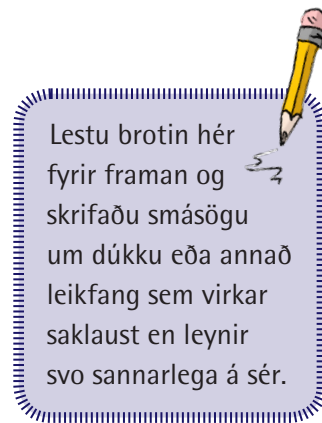 Lestu brotin hér
fyrir framan og
skrifaðu smásögu
um dúkku eða annað
leikfang sem virkar
saklaust en leynir
svo sannarlega á sér.